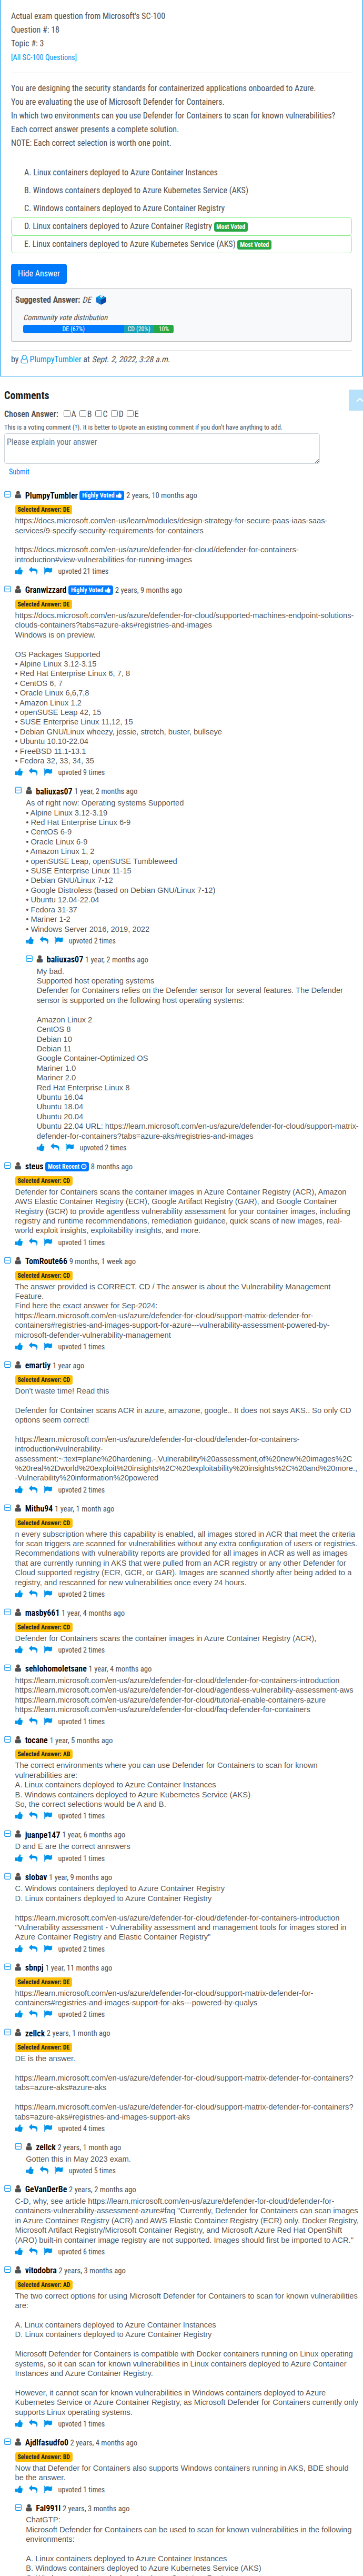 Actual exam question from Microsoft's SC-100
Question #: 18
Topic #: 3
[All SC-100 Questions]
You are designing the security standards for containerized applications onboarded to Azure.
You are evaluating the use of Microsoft Defender for Containers.
In which two environments can you use Defender for Containers to scan for known vulnerabilities?
Each correct answer presents a complete solution.
NOTE: Each correct selection is worth one point.
A. Linux containers deployed to Azure Container Instances
B. Windows containers deployed to Azure Kubernetes Service (AKS)
C. Windows containers deployed to Azure Container Registry
D. Linux containers deployed to Azure Container Registry Most Voted
E. Linux containers deployed to Azure Kubernetes Service (AKS) Most Voted
Hide Answer
Suggested Answer: DE
Community vote distribution
DE (67%) CD (20%) 10%
by PlumpyTumbler at Sept. 2, 2022, 3:28 a.m.
Comments
Chosen Answer: A B C D E
This is a voting comment (?). It is better to Upvote an existing comment if you don't have anything to add.
Please explain your answer
Submit
PlumpyTumbler Highly Voted 2 years, 10 months ago
Selected Answer: DE
https://docs.microsoft.com/en-us/learn/modules/design-strategy-for-secure-paas-iaas-saas-
services/9-specify-security-requirements-for-containers
https://docs.microsoft.com/en-us/azure/defender-for-cloud/defender-for-containers-
introduction#view-vulnerabilities-for-running-images
upvoted 21 times
Granwizzard Highly Voted 2 years, 9 months ago
Selected Answer: DE
https://docs.microsoft.com/en-us/azure/defender-for-cloud/supported-machines-endpoint-solutions-
clouds-containers?tabs=azure-aks#registries-and-images
Windows is on preview.
OS Packages Supported
• Alpine Linux 3.12-3.15
• Red Hat Enterprise Linux 6, 7, 8
• CentOS 6, 7
• Oracle Linux 6,6,7,8
• Amazon Linux 1,2
• openSUSE Leap 42, 15
• SUSE Enterprise Linux 11,12, 15
• Debian GNU/Linux wheezy, jessie, stretch, buster, bullseye
• Ubuntu 10.10-22.04
• FreeBSD 11.1-13.1
• Fedora 32, 33, 34, 35
upvoted 9 times
baliuxas07 1 year, 2 months ago
As of right now: Operating systems Supported
• Alpine Linux 3.12-3.19
• Red Hat Enterprise Linux 6-9
• CentOS 6-9
• Oracle Linux 6-9
• Amazon Linux 1, 2
• openSUSE Leap, openSUSE Tumbleweed
• SUSE Enterprise Linux 11-15
• Debian GNU/Linux 7-12
• Google Distroless (based on Debian GNU/Linux 7-12)
• Ubuntu 12.04-22.04
• Fedora 31-37
• Mariner 1-2
• Windows Server 2016, 2019, 2022
upvoted 2 times
baliuxas07 1 year, 2 months ago
My bad.
Supported host operating systems
Defender for Containers relies on the Defender sensor for several features. The Defender
sensor is supported on the following host operating systems:
Amazon Linux 2
CentOS 8
Debian 10
Debian 11
Google Container-Optimized OS
Mariner 1.0
Mariner 2.0
Red Hat Enterprise Linux 8
Ubuntu 16.04
Ubuntu 18.04
Ubuntu 20.04
Ubuntu 22.04 URL: https://learn.microsoft.com/en-us/azure/defender-for-cloud/support-matrix-
defender-for-containers?tabs=azure-aks#registries-and-images
upvoted 2 times
steus Most Recent 8 months ago
Selected Answer: CD
Defender for Containers scans the container images in Azure Container Registry (ACR), Amazon
AWS Elastic Container Registry (ECR), Google Artifact Registry (GAR), and Google Container
Registry (GCR) to provide agentless vulnerability assessment for your container images, including
registry and runtime recommendations, remediation guidance, quick scans of new images, real-
world exploit insights, exploitability insights, and more.
upvoted 1 times
TomRoute66 9 months, 1 week ago
Selected Answer: CD
The answer provided is CORRECT. CD / The answer is about the Vulnerability Management
Feature.
Find here the exact answer for Sep-2024:
https://learn.microsoft.com/en-us/azure/defender-for-cloud/support-matrix-defender-for-
containers#registries-and-images-support-for-azure---vulnerability-assessment-powered-by-
microsoft-defender-vulnerability-management
upvoted 1 times
emartiy 1 year ago
Selected Answer: CD
Don't waste time! Read this
Defender for Container scans ACR in azure, amazone, google.. It does not says AKS.. So only CD
options seem correct!
https://learn.microsoft.com/en-us/azure/defender-for-cloud/defender-for-containers-
introduction#vulnerability-
assessment:~:text=plane%20hardening.-,Vulnerability%20assessment,of%20new%20images%2C
%20real%2Dworld%20exploit%20insights%2C%20exploitability%20insights%2C%20and%20more.,
-Vulnerability%20information%20powered
upvoted 2 times
Mithu94 1 year, 1 month ago
Selected Answer: CD
n every subscription where this capability is enabled, all images stored in ACR that meet the criteria
for scan triggers are scanned for vulnerabilities without any extra configuration of users or registries.
Recommendations with vulnerability reports are provided for all images in ACR as well as images
that are currently running in AKS that were pulled from an ACR registry or any other Defender for
Cloud supported registry (ECR, GCR, or GAR). Images are scanned shortly after being added to a
registry, and rescanned for new vulnerabilities once every 24 hours.
upvoted 2 times
masby661 1 year, 4 months ago
Selected Answer: CD
Defender for Containers scans the container images in Azure Container Registry (ACR),
upvoted 2 times
sehlohomoletsane 1 year, 4 months ago
https://learn.microsoft.com/en-us/azure/defender-for-cloud/defender-for-containers-introduction
https://learn.microsoft.com/en-us/azure/defender-for-cloud/agentless-vulnerability-assessment-aws
https://learn.microsoft.com/en-us/azure/defender-for-cloud/tutorial-enable-containers-azure
https://learn.microsoft.com/en-us/azure/defender-for-cloud/faq-defender-for-containers
upvoted 1 times
tocane 1 year, 5 months ago
Selected Answer: AB
The correct environments where you can use Defender for Containers to scan for known
vulnerabilities are:
A. Linux containers deployed to Azure Container Instances
B. Windows containers deployed to Azure Kubernetes Service (AKS)
So, the correct selections would be A and B.
upvoted 1 times
juanpe147 1 year, 6 months ago
D and E are the correct annswers
upvoted 1 times
slobav 1 year, 9 months ago
C. Windows containers deployed to Azure Container Registry
D. Linux containers deployed to Azure Container Registry
https://learn.microsoft.com/en-us/azure/defender-for-cloud/defender-for-containers-introduction
"Vulnerability assessment - Vulnerability assessment and management tools for images stored in
Azure Container Registry and Elastic Container Registry"
upvoted 2 times
sbnpj 1 year, 11 months ago
Selected Answer: DE
https://learn.microsoft.com/en-us/azure/defender-for-cloud/support-matrix-defender-for-
containers#registries-and-images-support-for-aks---powered-by-qualys
upvoted 2 times
zellck 2 years, 1 month ago
Selected Answer: DE
DE is the answer.
https://learn.microsoft.com/en-us/azure/defender-for-cloud/support-matrix-defender-for-containers?
tabs=azure-aks#azure-aks
https://learn.microsoft.com/en-us/azure/defender-for-cloud/support-matrix-defender-for-containers?
tabs=azure-aks#registries-and-images-support-aks
upvoted 4 times
zellck 2 years, 1 month ago
Gotten this in May 2023 exam.
upvoted 5 times
GeVanDerBe 2 years, 2 months ago
C-D, why, see article https://learn.microsoft.com/en-us/azure/defender-for-cloud/defender-for-
containers-vulnerability-assessment-azure#faq "Currently, Defender for Containers can scan images
in Azure Container Registry (ACR) and AWS Elastic Container Registry (ECR) only. Docker Registry,
Microsoft Artifact Registry/Microsoft Container Registry, and Microsoft Azure Red Hat OpenShift
(ARO) built-in container image registry are not supported. Images should first be imported to ACR."
upvoted 6 times
vitodobra 2 years, 3 months ago
Selected Answer: AD
The two correct options for using Microsoft Defender for Containers to scan for known vulnerabilities
are:
A. Linux containers deployed to Azure Container Instances
D. Linux containers deployed to Azure Container Registry
Microsoft Defender for Containers is compatible with Docker containers running on Linux operating
systems, so it can scan for known vulnerabilities in Linux containers deployed to Azure Container
Instances and Azure Container Registry.
However, it cannot scan for known vulnerabilities in Windows containers deployed to Azure
Kubernetes Service or Azure Container Registry, as Microsoft Defender for Containers currently only
supports Linux operating systems.
upvoted 1 times
Ajdlfasudfo0 2 years, 4 months ago
Selected Answer: BD
Now that Defender for Containers also supports Windows containers running in AKS, BDE should
be the answer.
upvoted 1 times
Fal991l 2 years, 3 months ago
ChatGTP:
Microsoft Defender for Containers can be used to scan for known vulnerabilities in the following
environments:
A. Linux containers deployed to Azure Container Instances
B. Windows containers deployed to Azure Kubernetes Service (AKS)